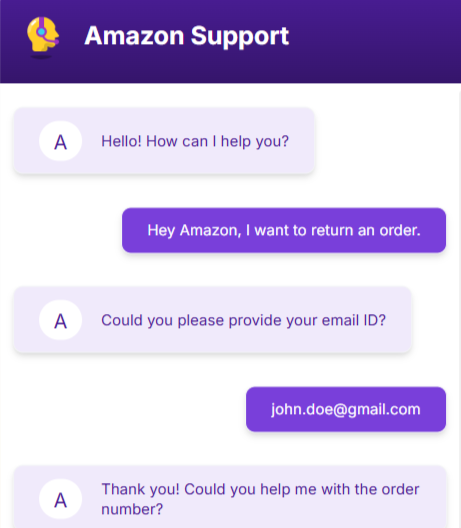 Amazon Support
A
Hello! How can I help you?
Hey Amazon, I want to return an order.
A
Could you please provide your email ID?
john.doe@gmail.com
A
Thank you! Could you help me with the order
number?